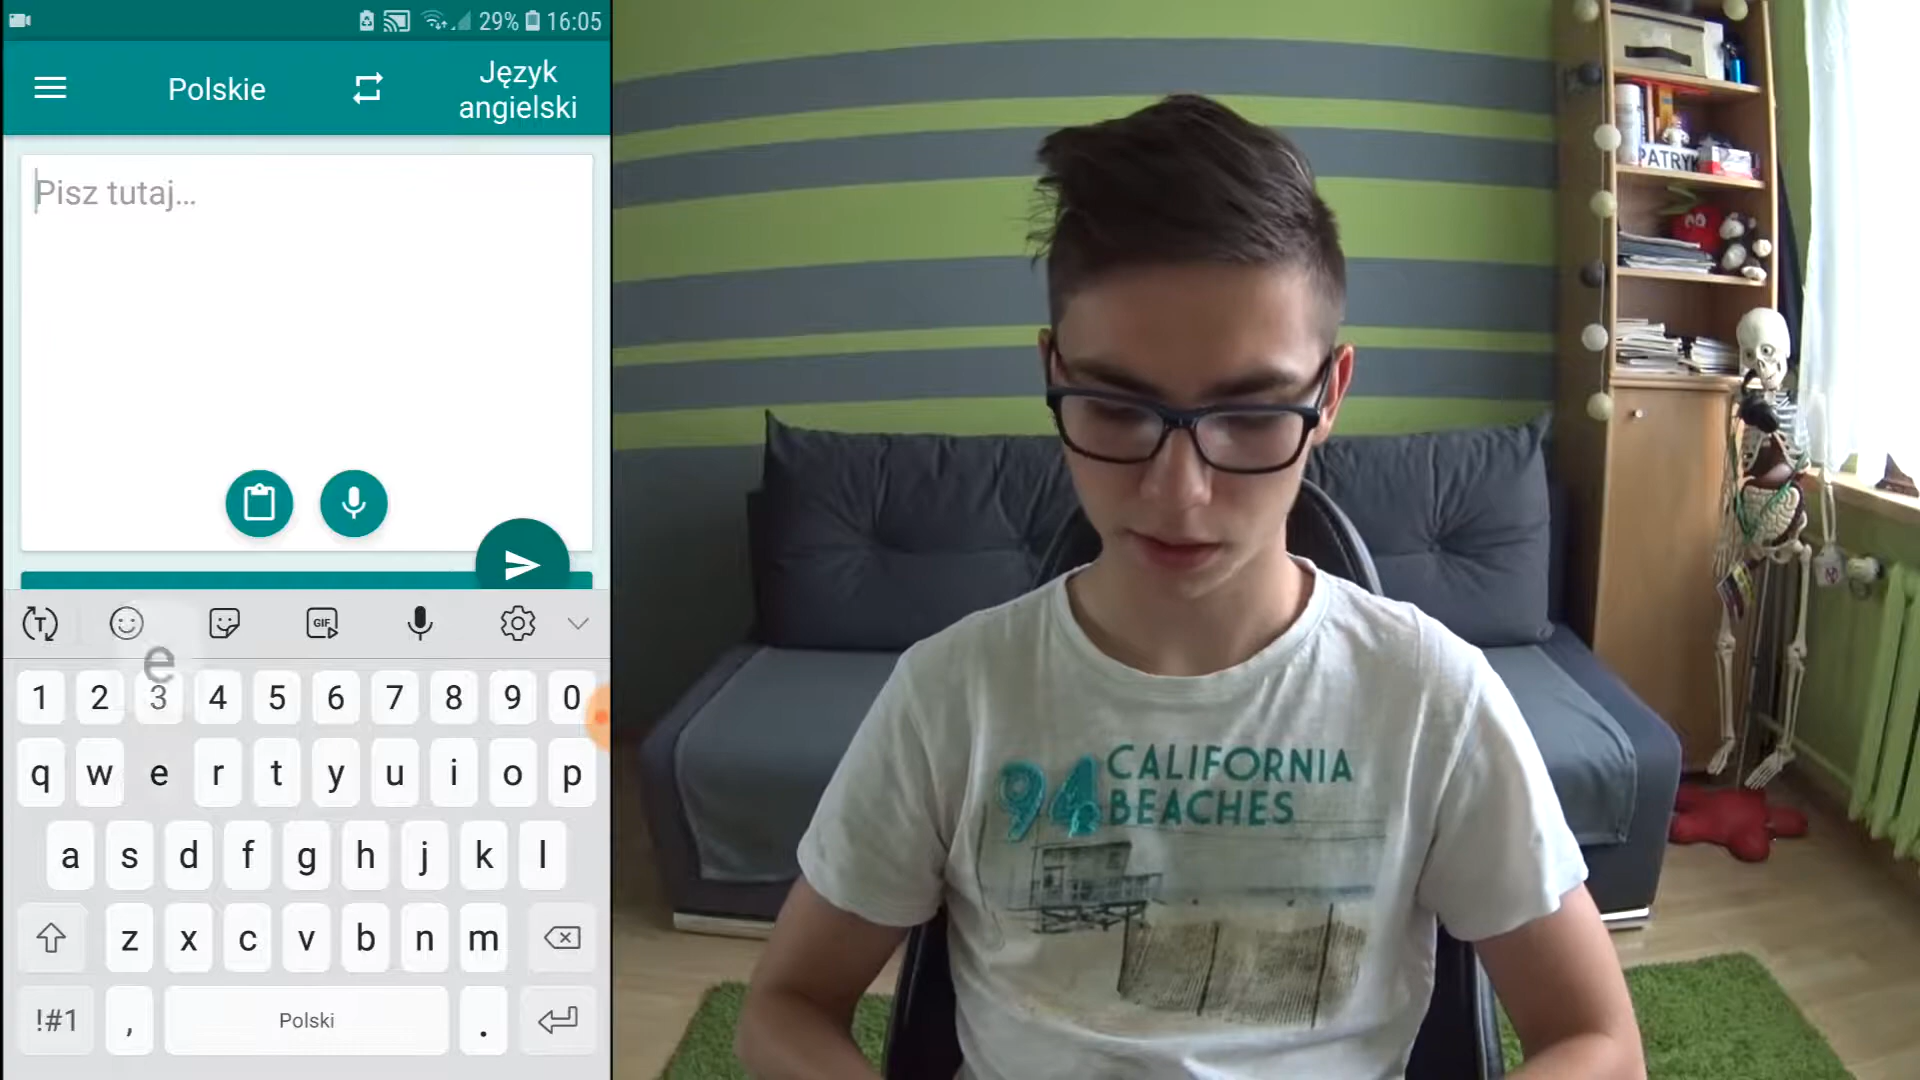 29% 16:05
Polskie
Język
angielski
Pisz tutaj...
GIF
e
1 2 3 4 5 6 7 8 9 0
q w e r t y u i o p
a s d f g h j k l
z x c v b n m
!#1 , Polski .
PATRYK
94 CALIFORNIA
BEACHES